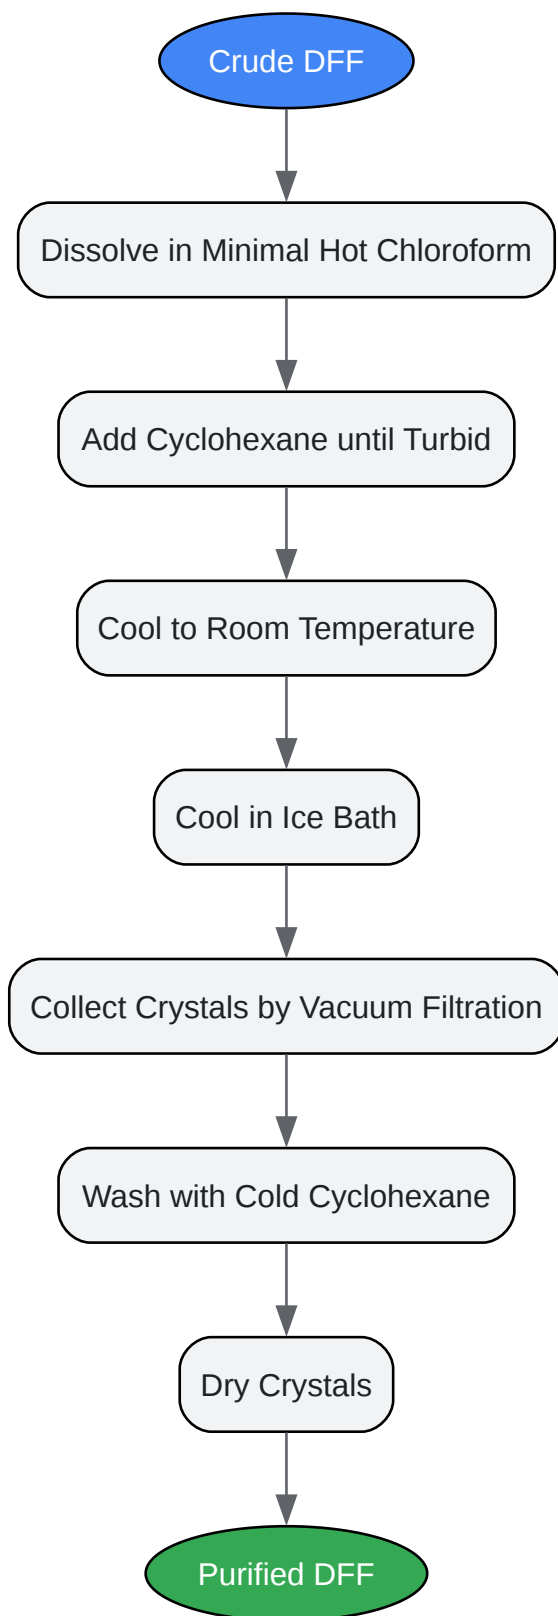 Crude DFF
Dissolve in Minimal Hot Chloroform
Add Cyclohexane until Turbid
Cool to Room Temperature
Cool in Ice Bath
Collect Crystals by Vacuum Filtration
Wash with Cold Cyclohexane
Dry Crystals
Purified DFF